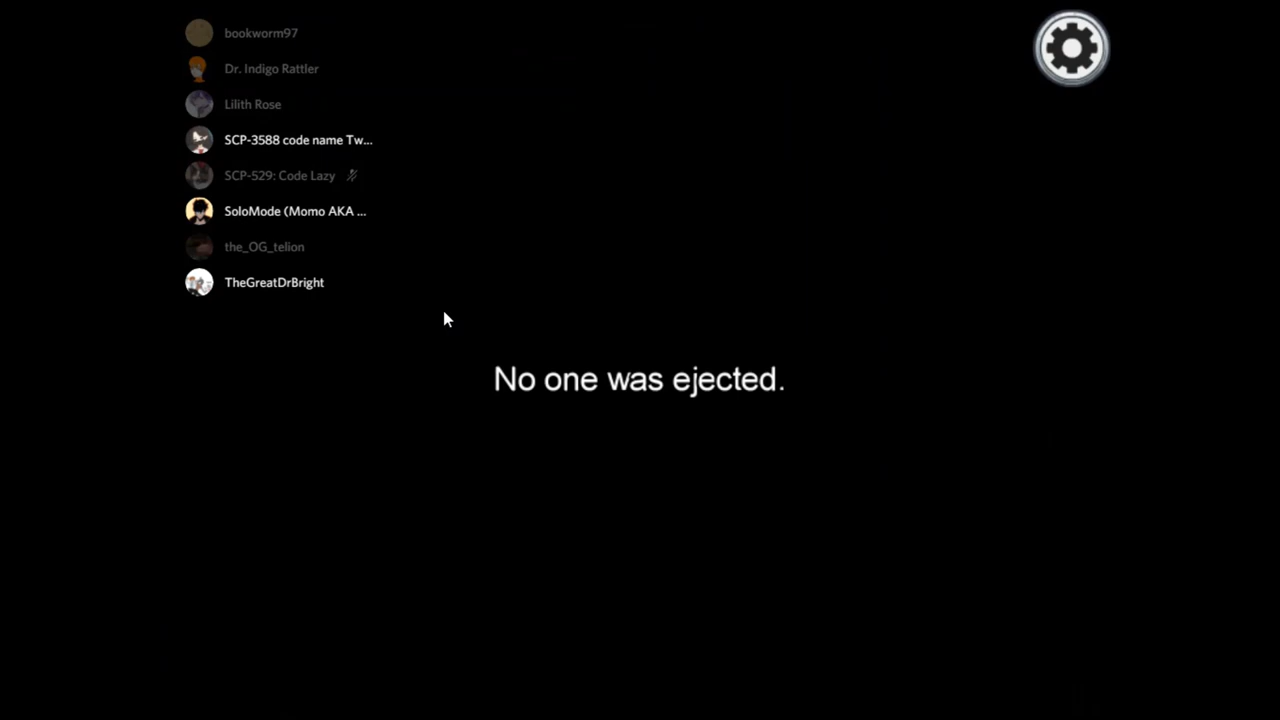 bookworm97
Dr. Indigo Rattler
Lilith Rose
SCP-3588 code name Tw...
SCP-529: Code Lazy
SoloMode (Momo AKA ...
the_OG_telion
TheGreatDrBright
No one was ejected.